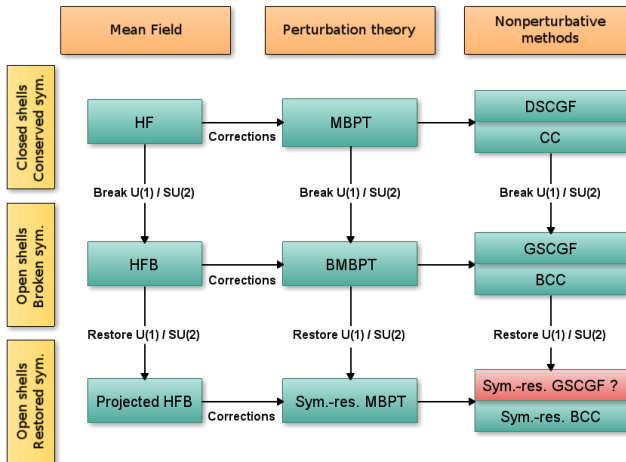 Mean Field
Perturbation theory
Nonperturbative
methods
Closed shells
Conserved sym.
HF
Corrections
MBPT
DSCGF
CC
Break U(1) / SU(2)
Break U(1) / SU(2)
Break U(1) / SU(2)
Open shells
Broken sym.
HFB
Corrections
BMBPT
GSCGF
BCC
Restore U(1) / SU(2)
Restore U(1) / SU(2)
Restore U(1) / SU(2)
Open shells
Restored sym.
Projected HFB
Corrections
Sym.-res. MBPT
Sym.-res. GSCGF ?
Sym.-res. BCC